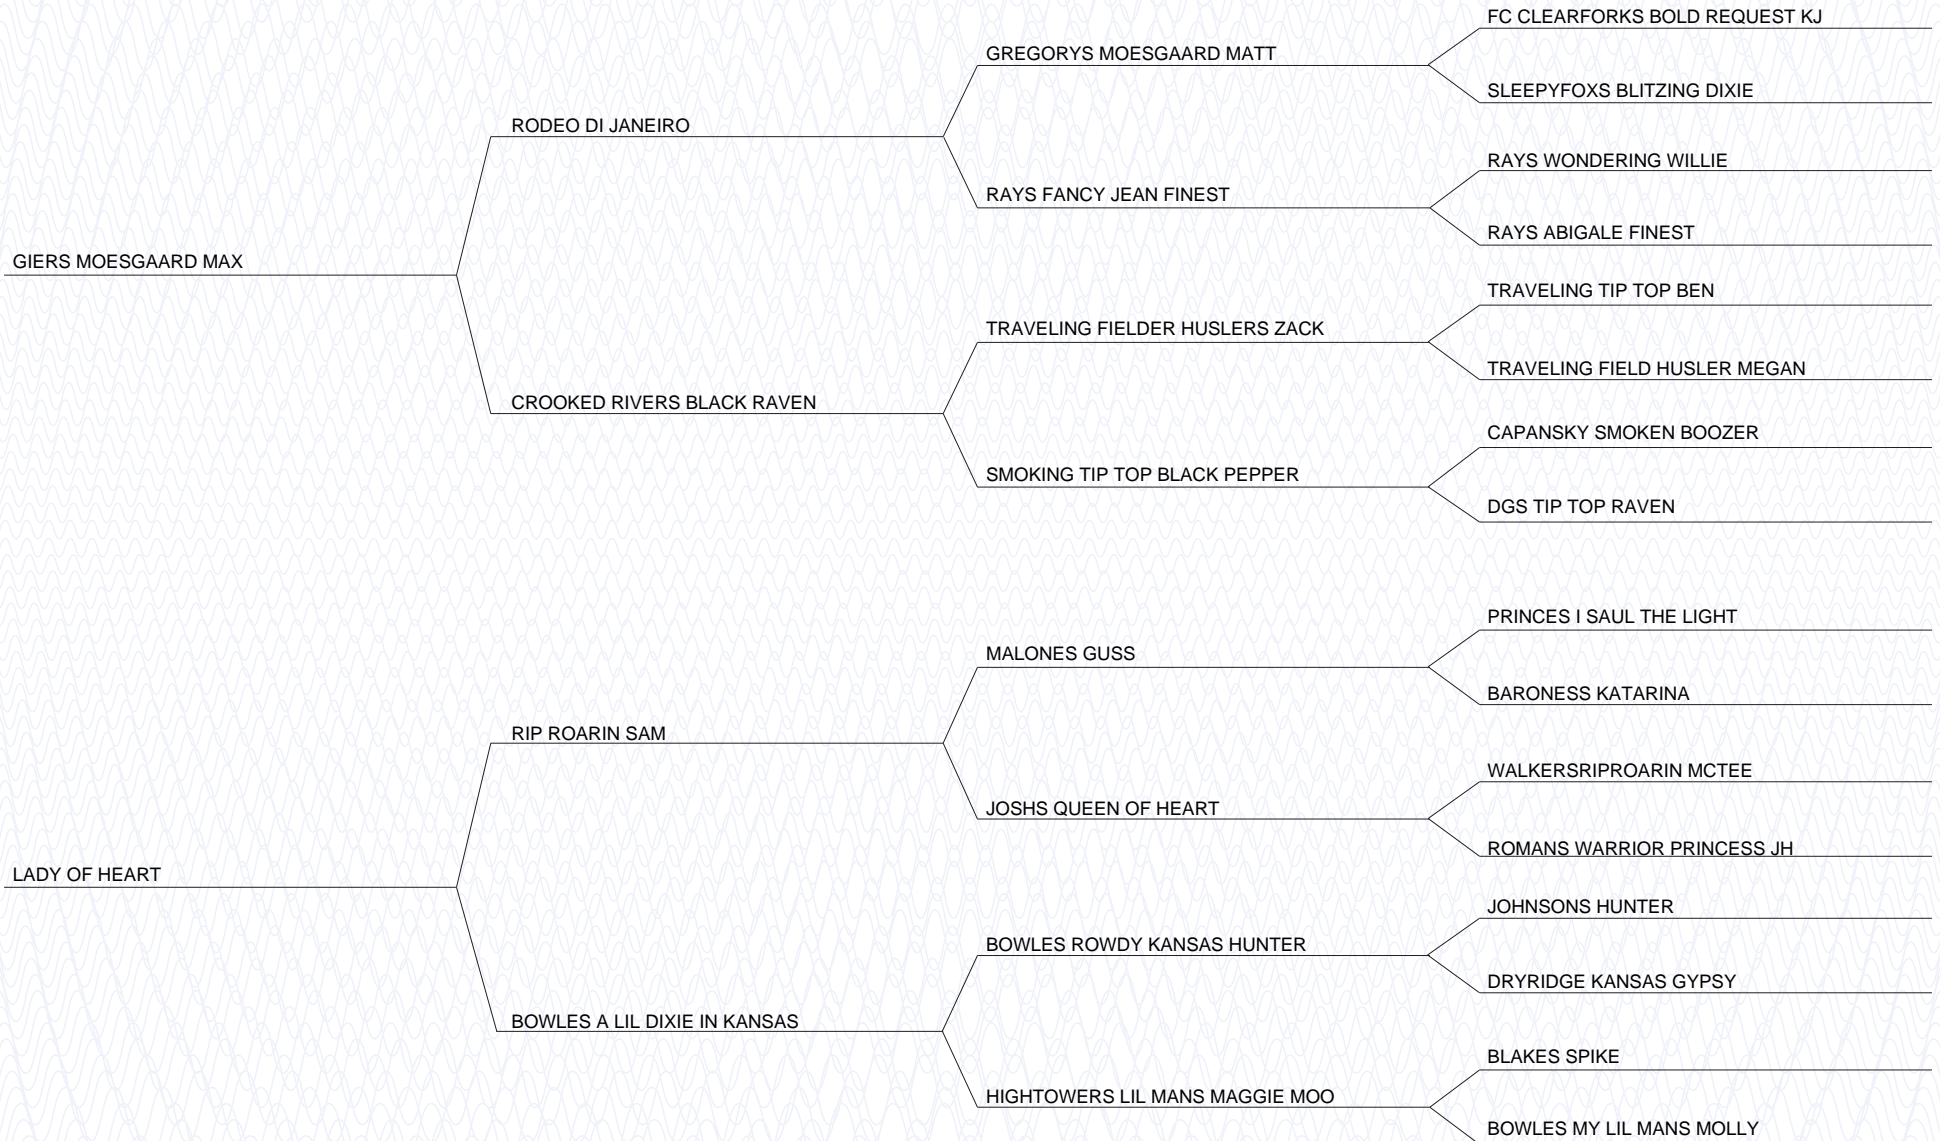 FC CLEARFORKS BOLD REQUEST KJ
GREGORYS MOESGAARD MATT
SLEEPYFOXS BLITZING DIXIE
RODEO DI JANEIRO
RAYS WONDERING WILLIE
RAYS FANCY JEAN FINEST
RAYS ABIGALE FINEST
GIERS MOESGAARD MAX
TRAVELING TIP TOP BEN
TRAVELING FIELDER HUSLERS ZACK
TRAVELING FIELD HUSLER MEGAN
CROOKED RIVERS BLACK RAVEN
CAPANSKY SMOKEN BOOZER
SMOKING TIP TOP BLACK PEPPER
DGS TIP TOP RAVEN
PRINCES I SAUL THE LIGHT
MALONES GUSS
BARONESS KATARINA
RIP ROARIN SAM
WALKERSRIPROARIN MCTEE
JOSHS QUEEN OF HEART
ROMANS WARRIOR PRINCESS JH
LADY OF HEART
JOHNSONS HUNTER
BOWLES ROWDY KANSAS HUNTER
DRYRIDGE KANSAS GYPSY
BOWLES A LIL DIXIE IN KANSAS
BLAKES SPIKE
HIGHTOWERS LIL MANS MAGGIE MOO
BOWLES MY LIL MANS MOLLY